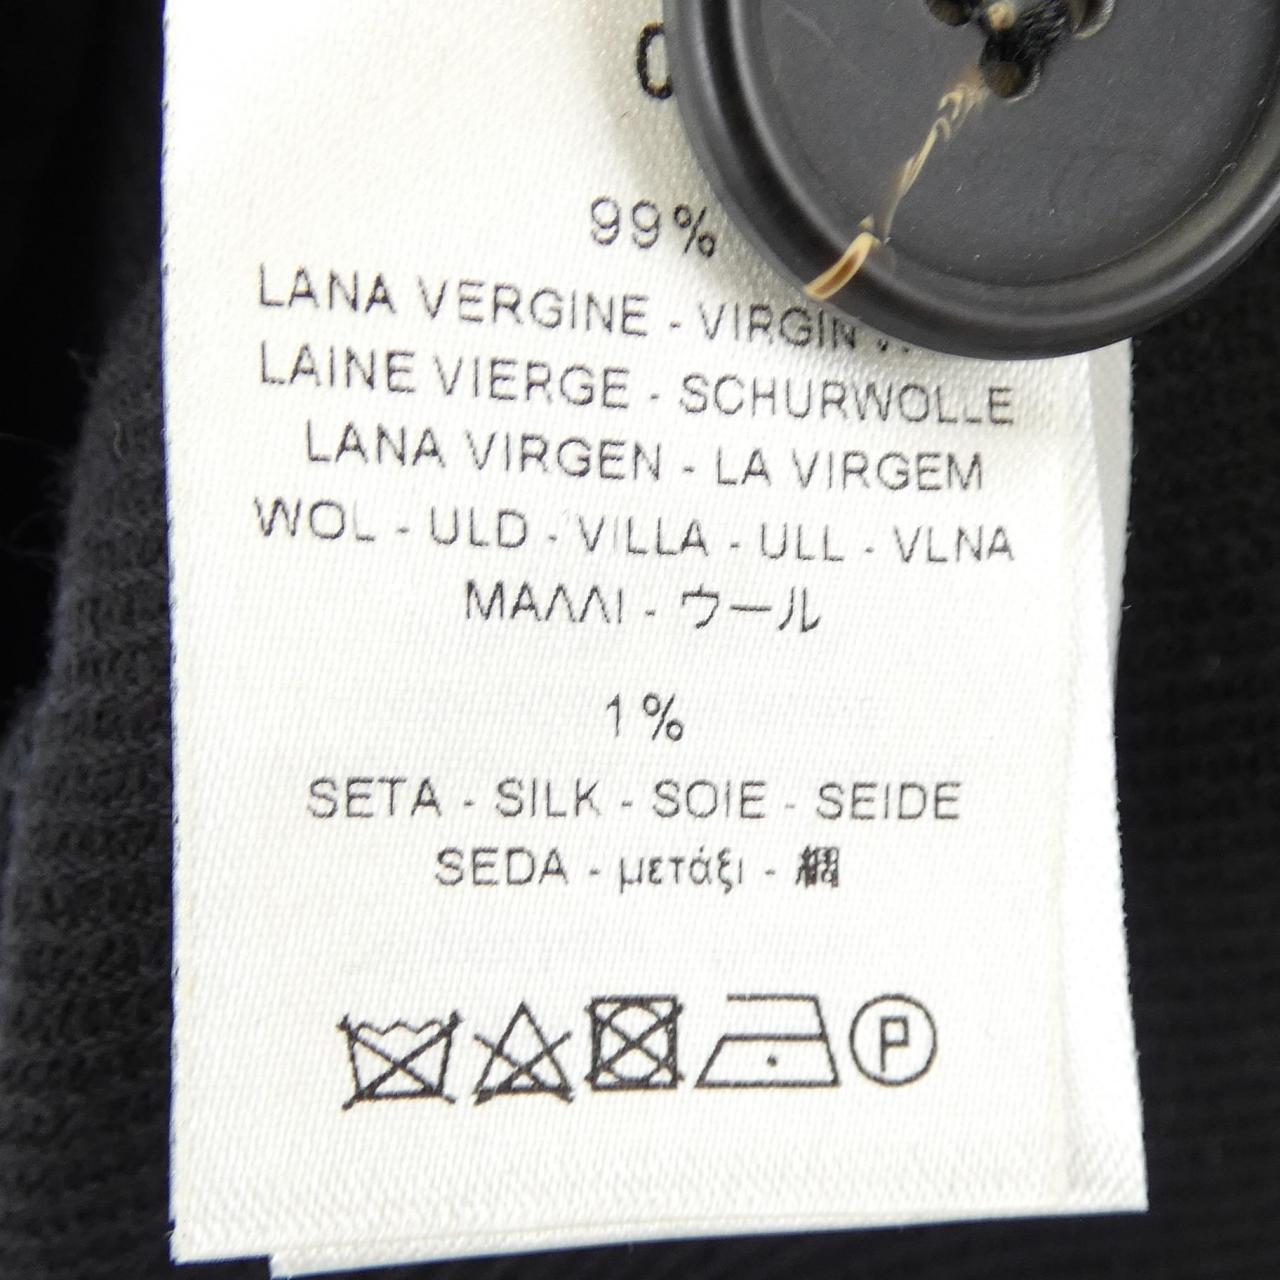 99%
LANA VERGINE - VIRGIN
LAINE VIERGE - SCHURWOLLE
LANA VIRGEN - LA VIRGEM
WOL - ULD - VILLA - ULL - VLNA
ΜΑΛΛΙ - ウール
1%
SETA - SILK - SOIE - SEIDE
SEDA - μετάξι - 絹
P